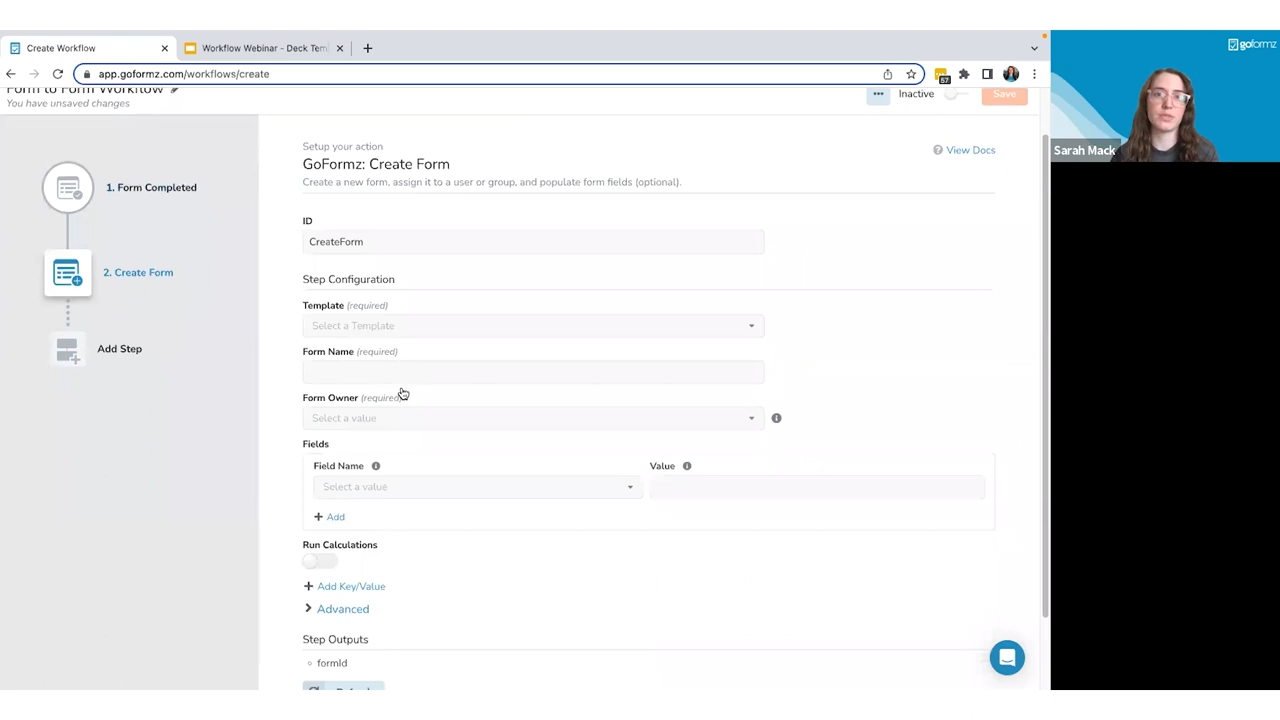 Create Workflow
Workflow Webinar - Deck Tem
app.goformz.com/workflows/create
57
goformz
Form to Form Workflow
You have unsaved changes
Inactive
Save
Sarah Mack
Setup your action
GoFormz: Create Form
View Docs
Create a new form, assign it to a user or group, and populate form fields (optional).
1. Form Completed
2. Create Form
Add Step
ID
CreateForm
Step Configuration
Template (required)
Select a Template
Form Name (required)
Form Owner (required)
Select a value
Fields
Field Name
Value
Select a value
Add
Run Calculations
Add Key/Value
Advanced
Step Outputs
formId